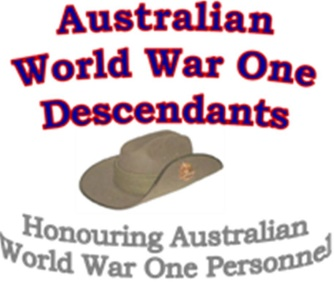 Australian
World War One
Descendants
Honouring Australian
World War One Personnel